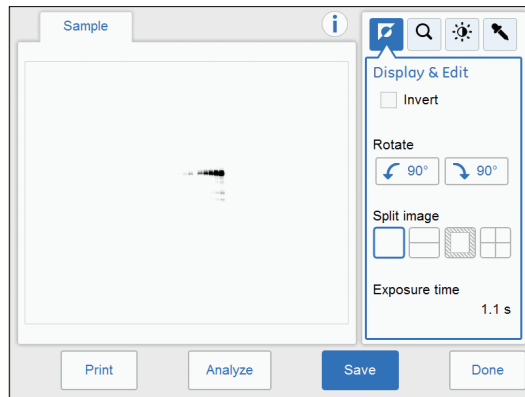 Sample
i
Display & Edit
Invert
Rotate
90°
90°
Split image
Exposure time
1.1 s
Print
Analyze
Save
Done